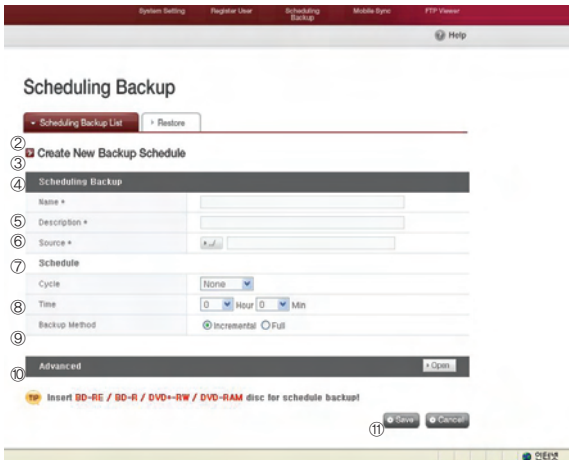 System Setting Register User Scheduling Backup Mobile Sync FTP Viewer
Help
Scheduling Backup
Scheduling Backup List Restore
②
Create New Backup Schedule
③
④ Scheduling Backup
Name *
⑤ Description *
⑥ Source * ../
⑦ Schedule
Cycle None
⑧ Time 0 Hour 0 Min
Backup Method Incremental Full
⑨
Advanced Open
⑩
TIP Insert BD-RE / BD-R / DVD+-RW / DVD-RAM disc for schedule backup!
⑪ Save Cancel
인터넷